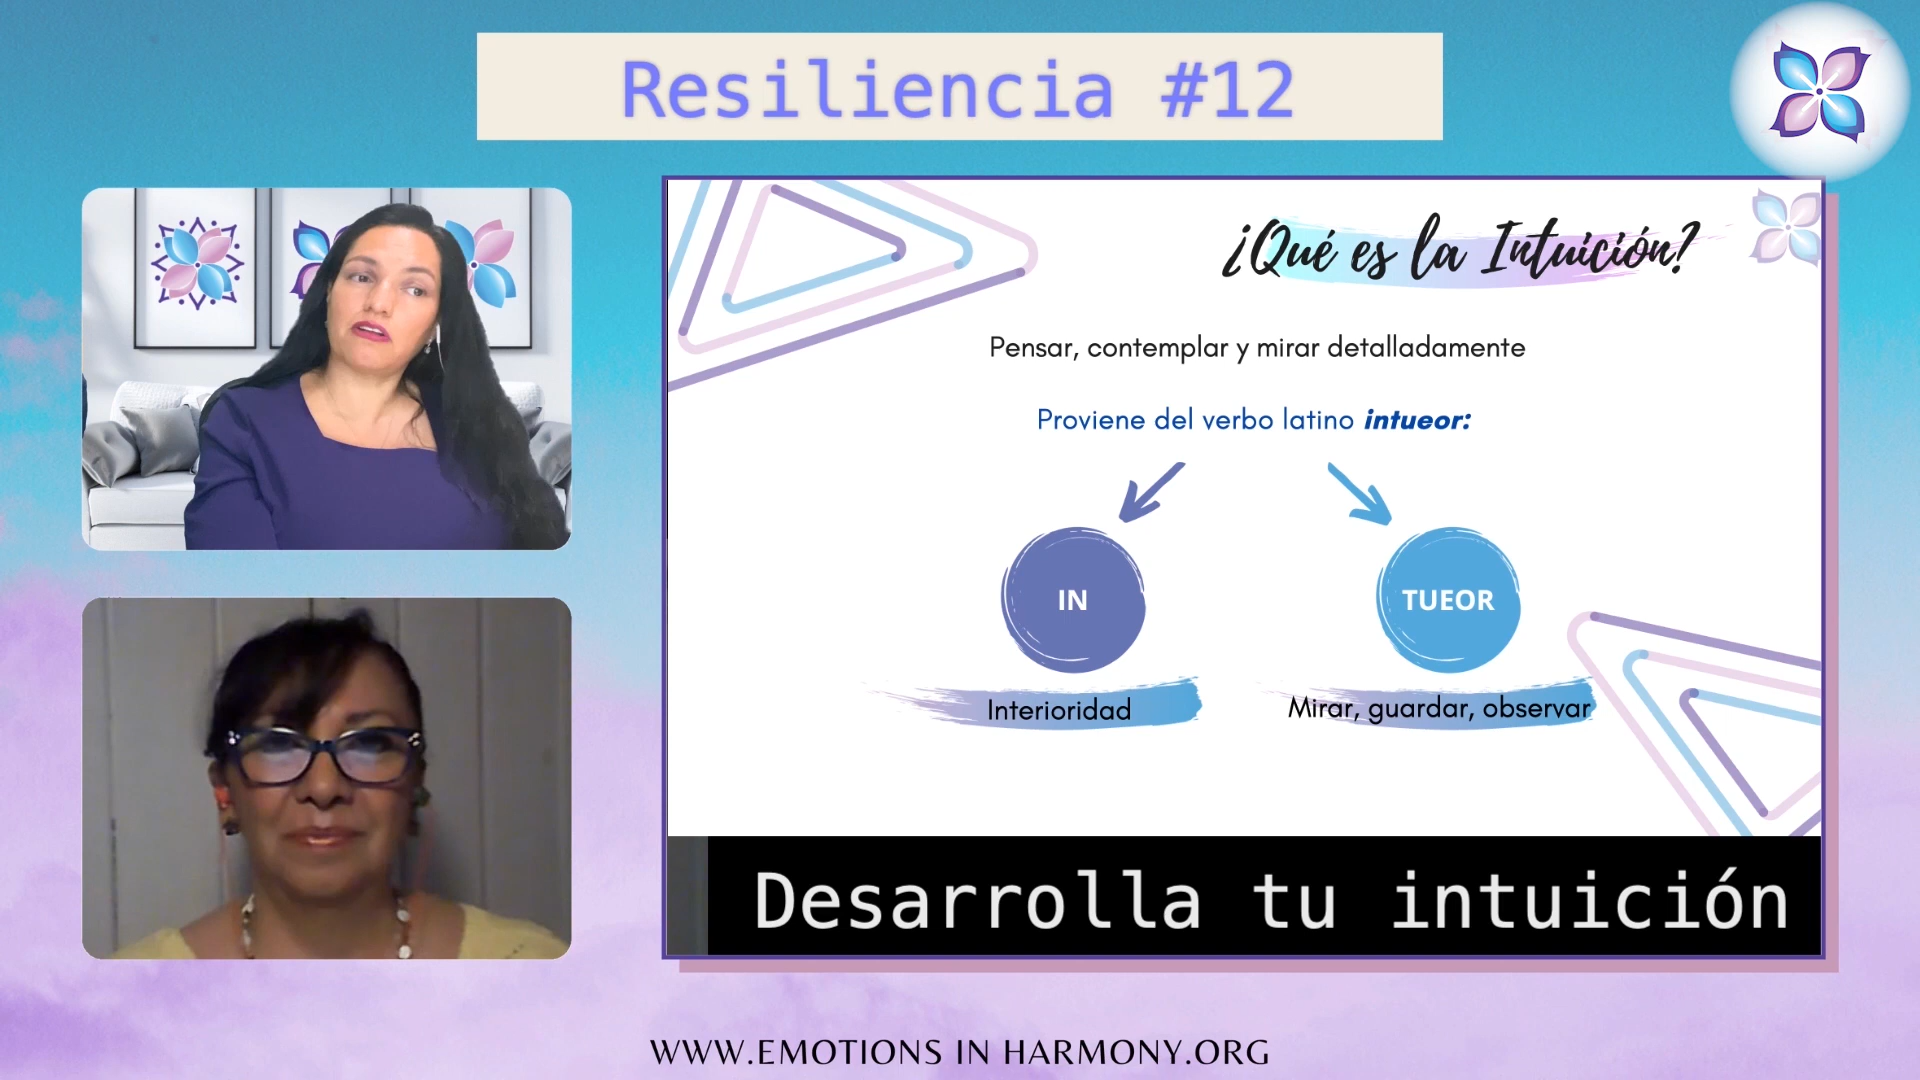 Resiliencia #12
¿Qué es la Intuición?
Pensar, contemplar y mirar detalladamente
Proviene del verbo latino intueor:
IN
TUEOR
Interioridad
Mirar, guardar, observar
Desarrolla tu intuición
WWW.EMOTIONS IN HARMONY.ORG